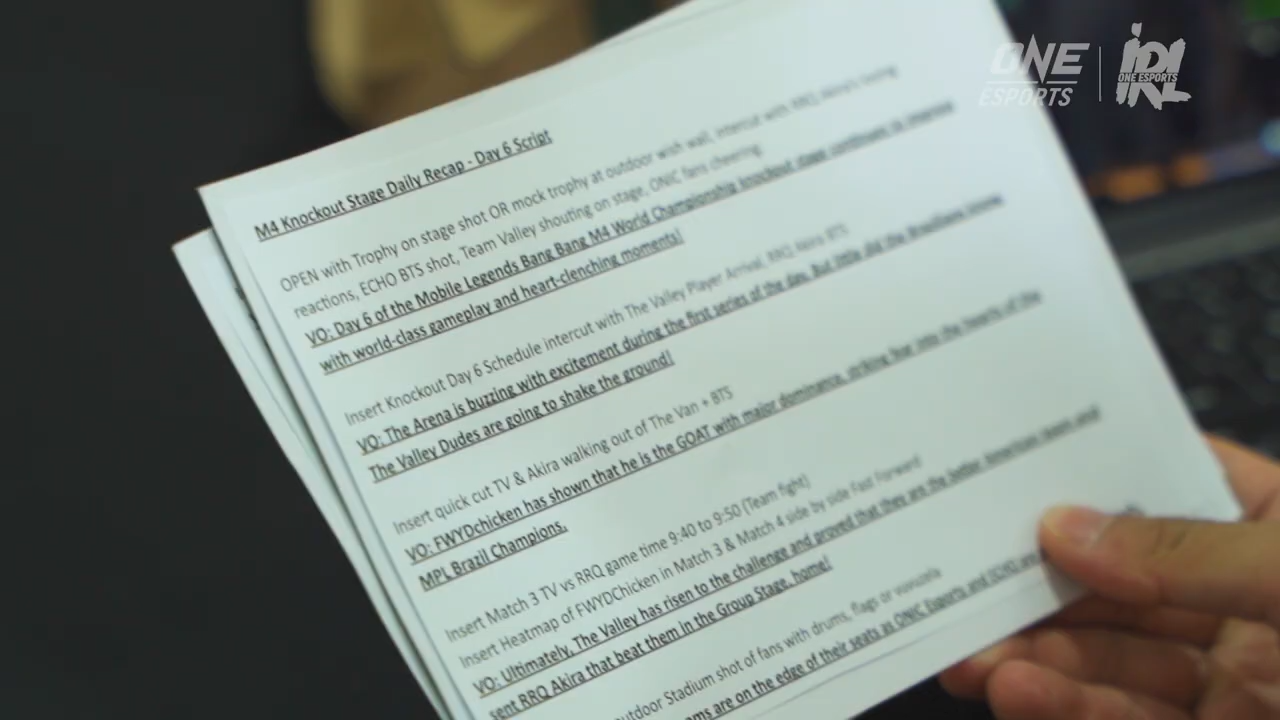 ONE ESPORTS
IRL
ONE ESPORTS
M4 Knockout Stage Daily Recap - Day 6 Script
OPEN with Trophy on stage shot OR mock trophy at outdoor wish wall, intercut with RRQ Akira's losing
reactions, ECHO BTS shot, Team Valley shouting on stage, ONIC fans cheering
VO: Day 6 of the Mobile Legends Bang Bang M4 World Championship knockout stage continues in intense
with world-class gameplay and heart-clenching moments!
Insert Knockout Day 6 Schedule intercut with The Valley Player Arrival, RRQ Akira BTS
VO: The Arena is buzzing with excitement during the first series of the day. But little did the Brazilians know
The Valley Dudes are going to shake the ground!
Insert quick cut TV & Akira walking out of The Van + BTS
VO: FWYDchicken has shown that he is the GOAT with major dominance, striking fear into the hearts of the
MPL Brazil Champions.
Insert Match 3 TV vs RRQ game time 9:40 to 9:50 (Team fight)
Insert Heatmap of FWYDChicken in Match 3 & Match 4 side by side Fast Forward
VO: Ultimately, The Valley has risen to the challenge and proved that they are the better American team and
sent RRQ Akira that beat them in the Group Stage, home!
outdoor Stadium shot of fans with drums, flags or vuvuzela
are on the edge of their seats as ONIC Esports and ECHO